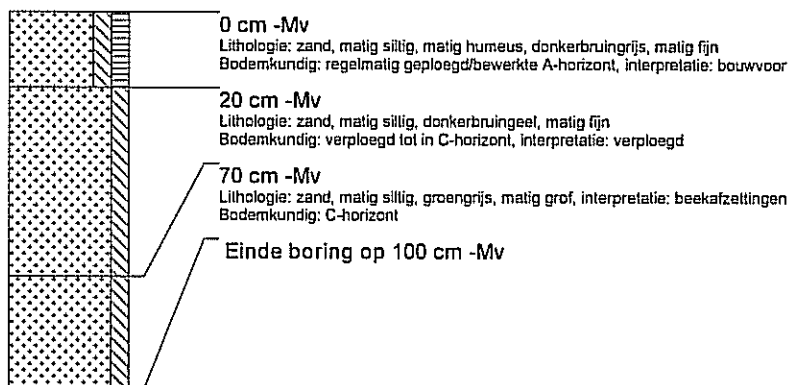 0 cm -Mv
Lithologie: zand, matig siltig, matig humeus, donkerbruingrijs, matig fijn
Bodemkundig: regelmatig geploegd/bewerkte A-horizont, interpretatie: bouwvoor
20 cm -Mv
Lithologie: zand, matig siltig, donkerbruingeel, matig fijn
Bodemkundig: verploegd tot in C-horizont, interpretatie: verploegd
70 cm -Mv
Lithologie: zand, matig siltig, groengrijs, matig grof, interpretatie: beekafzettingen
Bodemkundig: C-horizont
Einde boring op 100 cm -Mv